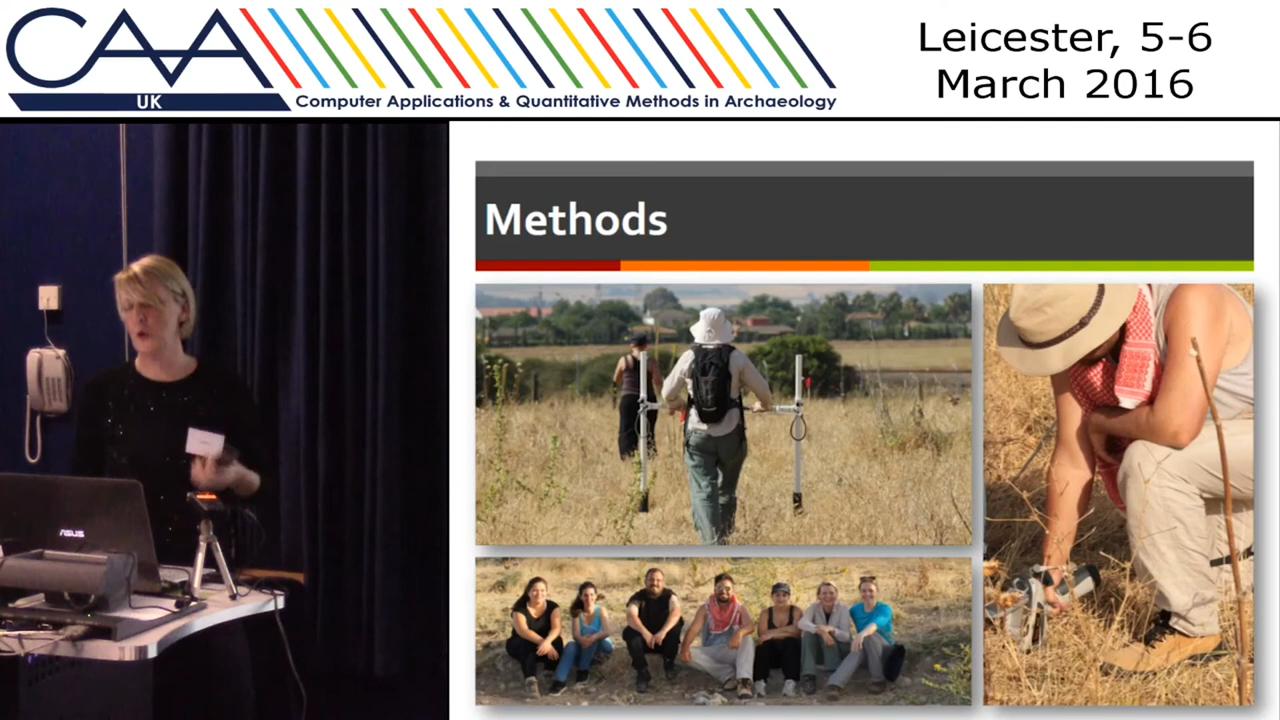 CAA
UK
Computer Applications & Quantitative Methods in Archaeology
Leicester, 5-6
March 2016
Methods
ASUS